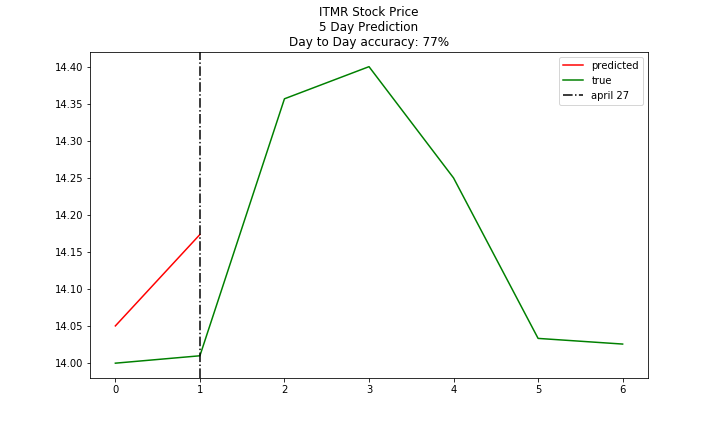 ITMR Stock Price
5 Day Prediction
Day to Day accuracy: 77%
predicted
true
april 27
14.40
14.35
14.30
14.25
14.20
14.15
14.10
14.05
14.00
0 1 2 3 4 5 6